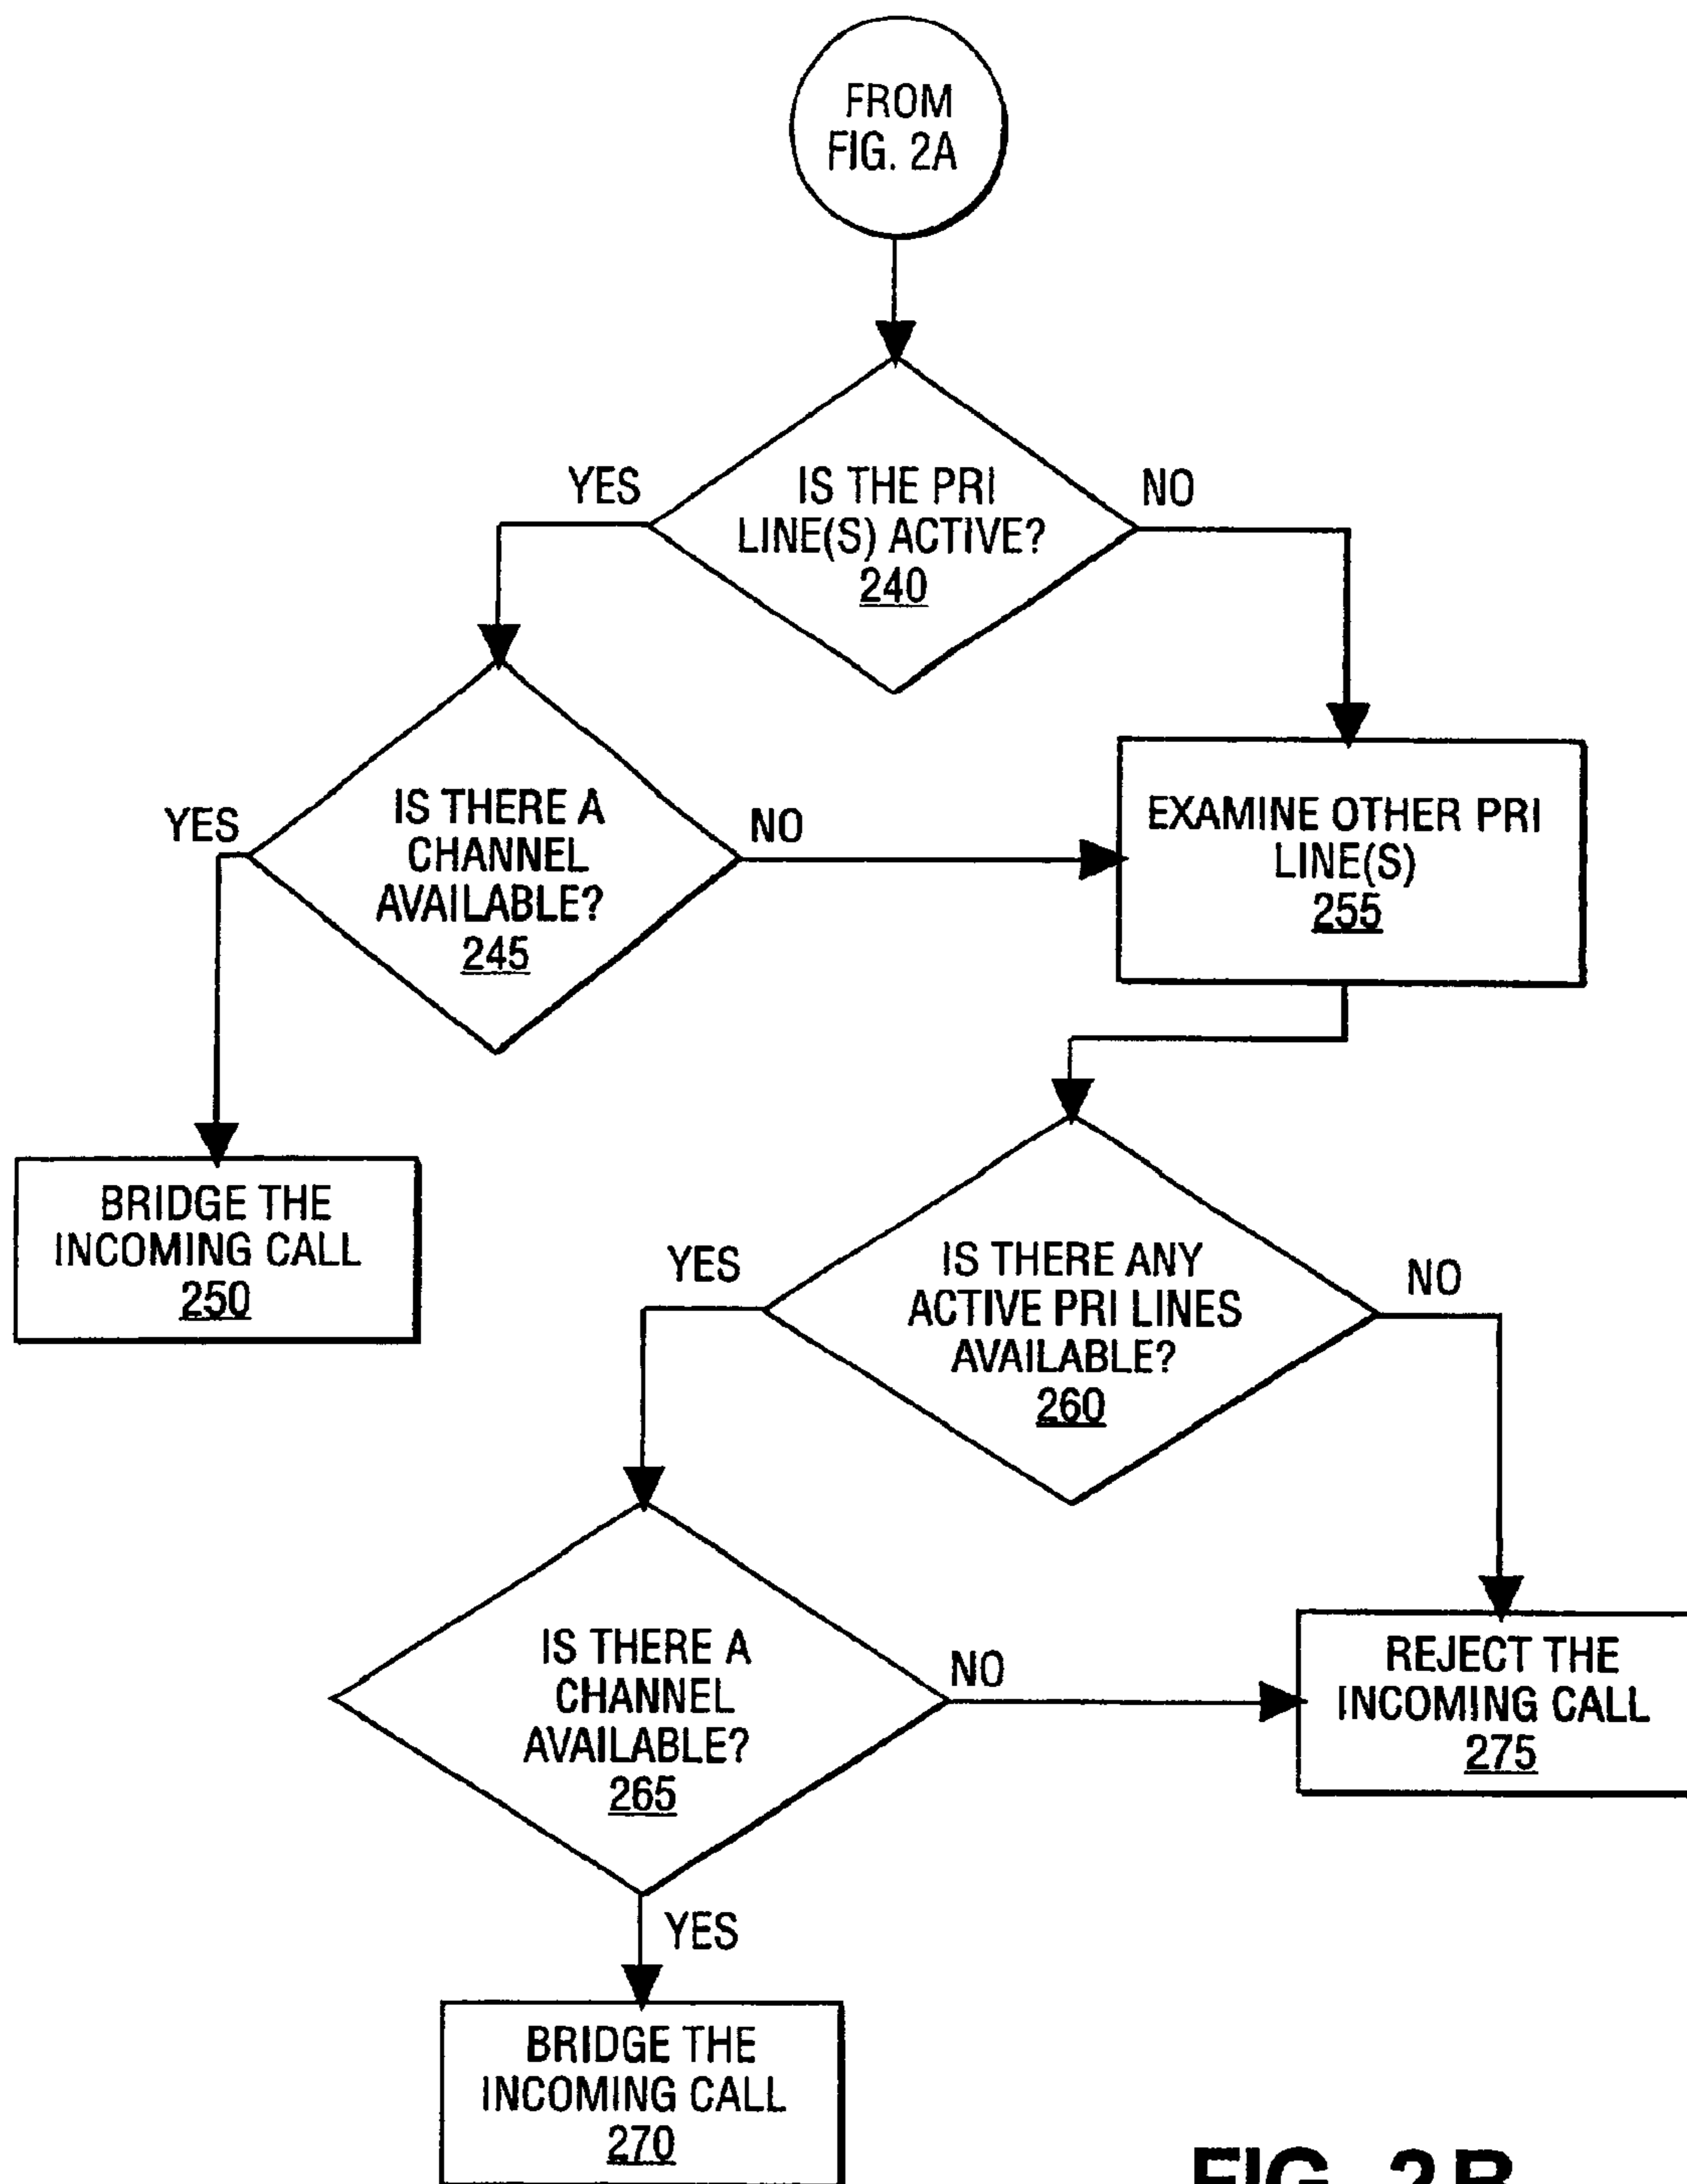 FROM
FIG. 2A
IS THE PRI
LINE(S) ACTIVE?
240
YES
NO
IS THERE A
CHANNEL
AVAILABLE?
245
YES
NO
EXAMINE OTHER PRI
LINE(S)
255
BRIDGE THE
INCOMING CALL
250
IS THERE ANY
ACTIVE PRI LINES
AVAILABLE?
260
YES
NO
IS THERE A
CHANNEL
AVAILABLE?
265
NO
REJECT THE
INCOMING CALL
275
YES
BRIDGE THE
INCOMING CALL
270
FIG. 2B